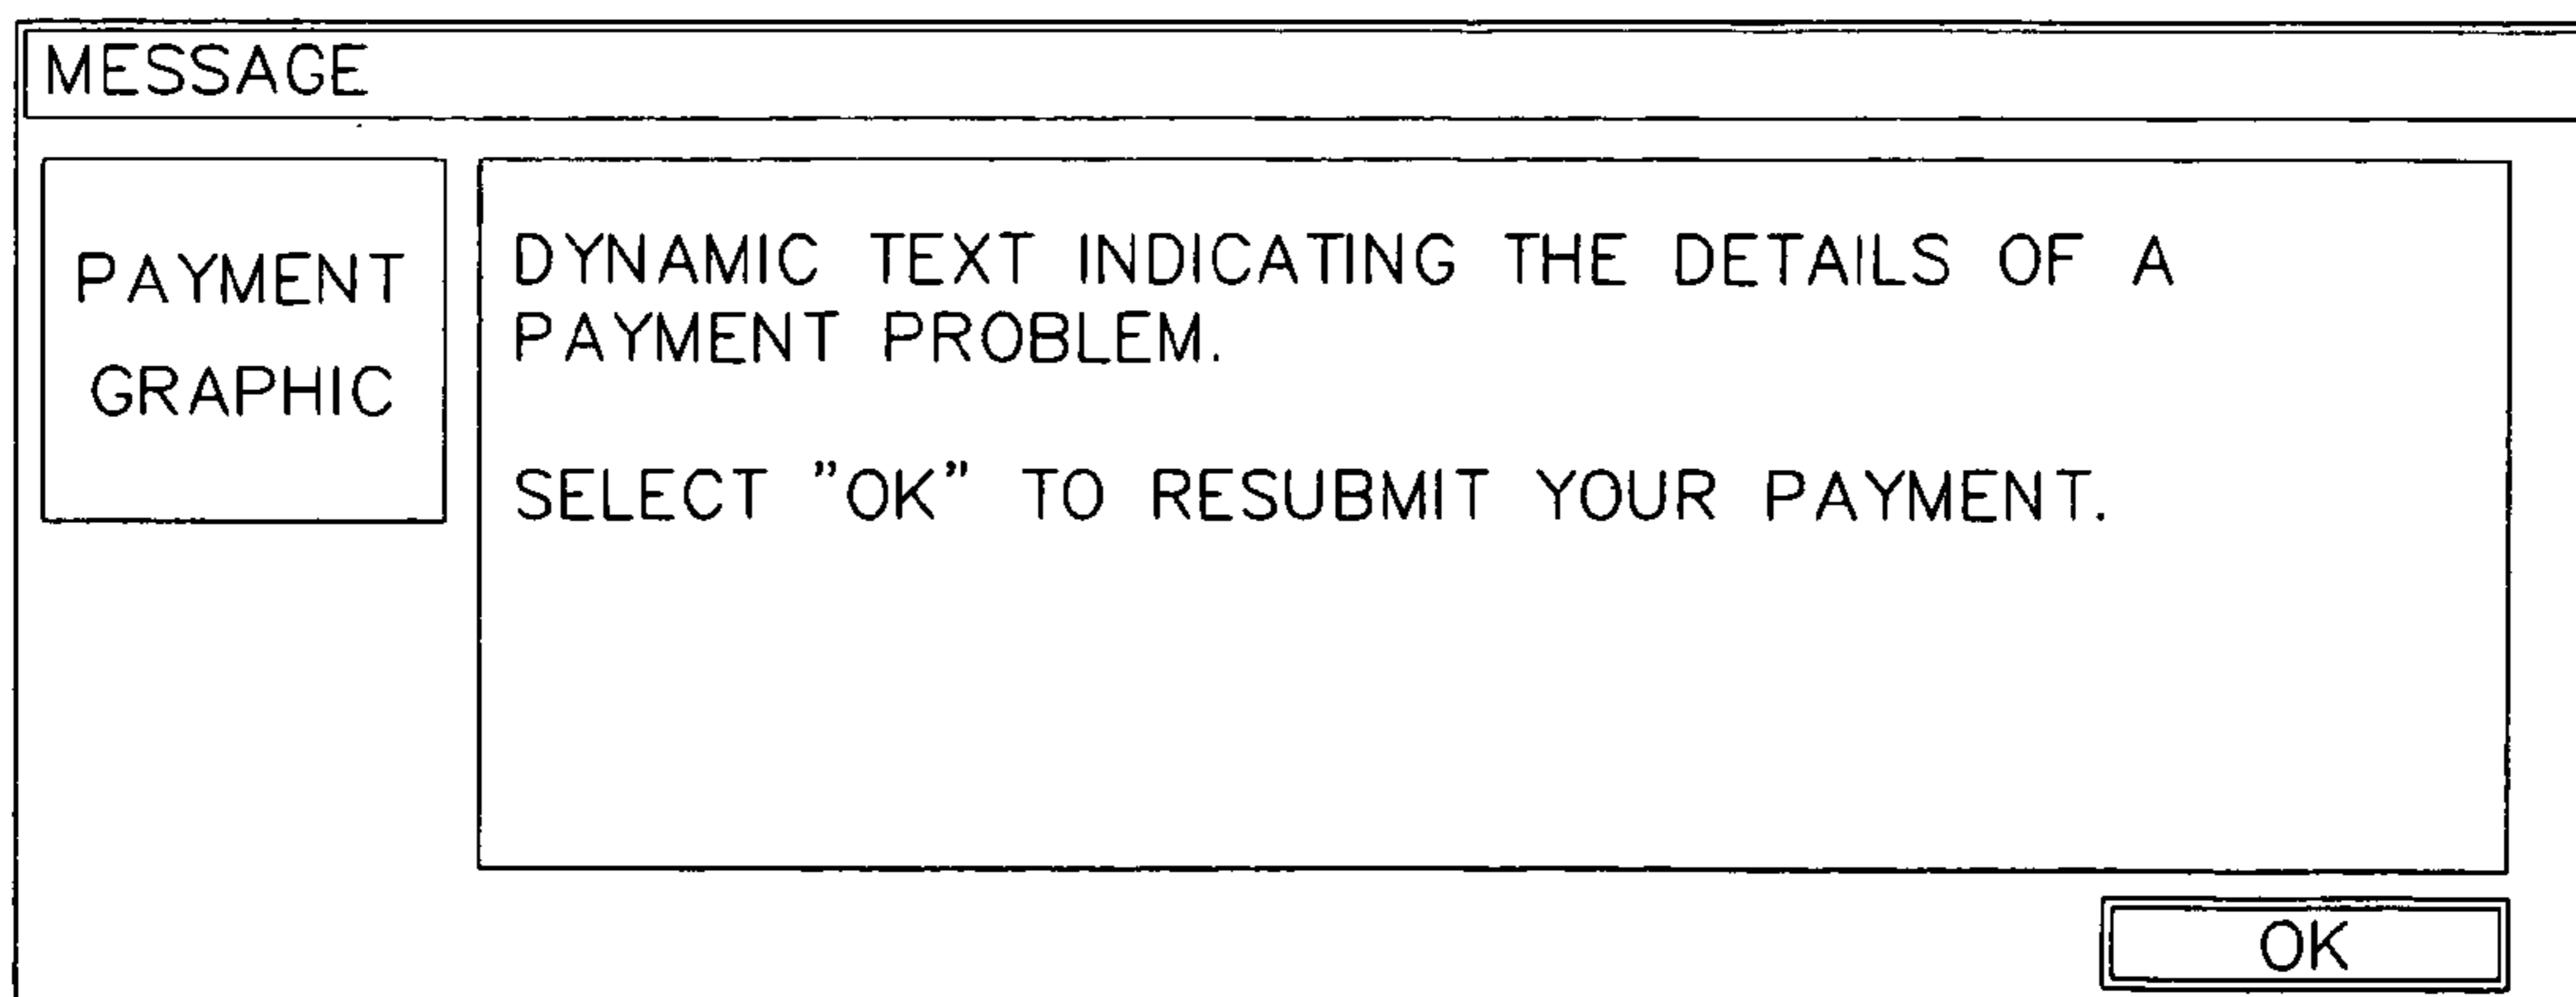 MESSAGE
PAYMENT
GRAPHIC
DYNAMIC TEXT INDICATING THE DETAILS OF A
PAYMENT PROBLEM.
SELECT "OK" TO RESUBMIT YOUR PAYMENT.
OK